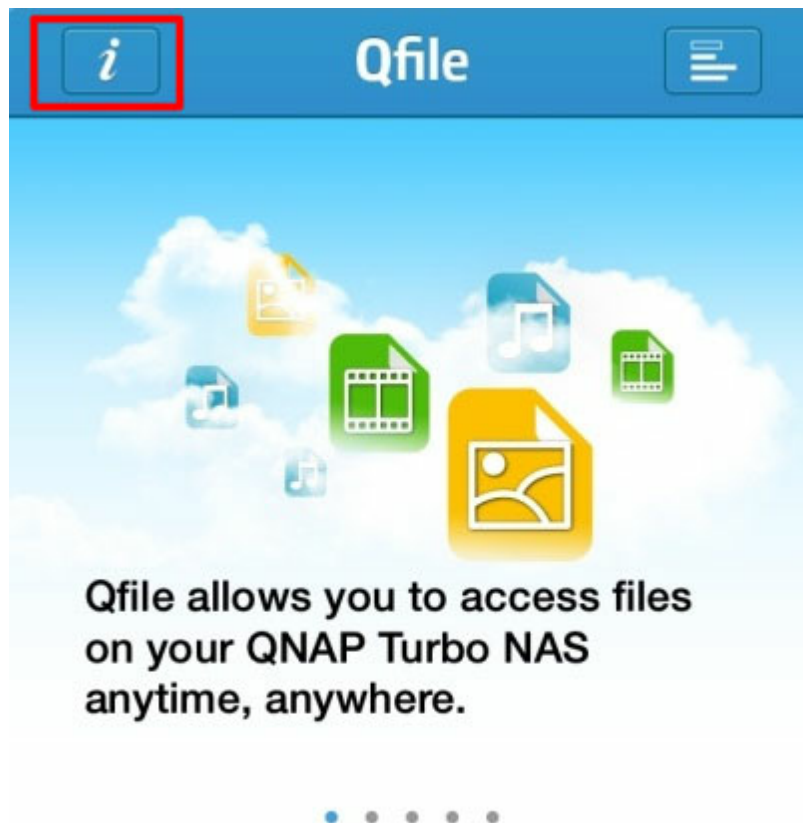 i Qfile
Qfile allows you to access files
on your QNAP Turbo NAS
anytime, anywhere.